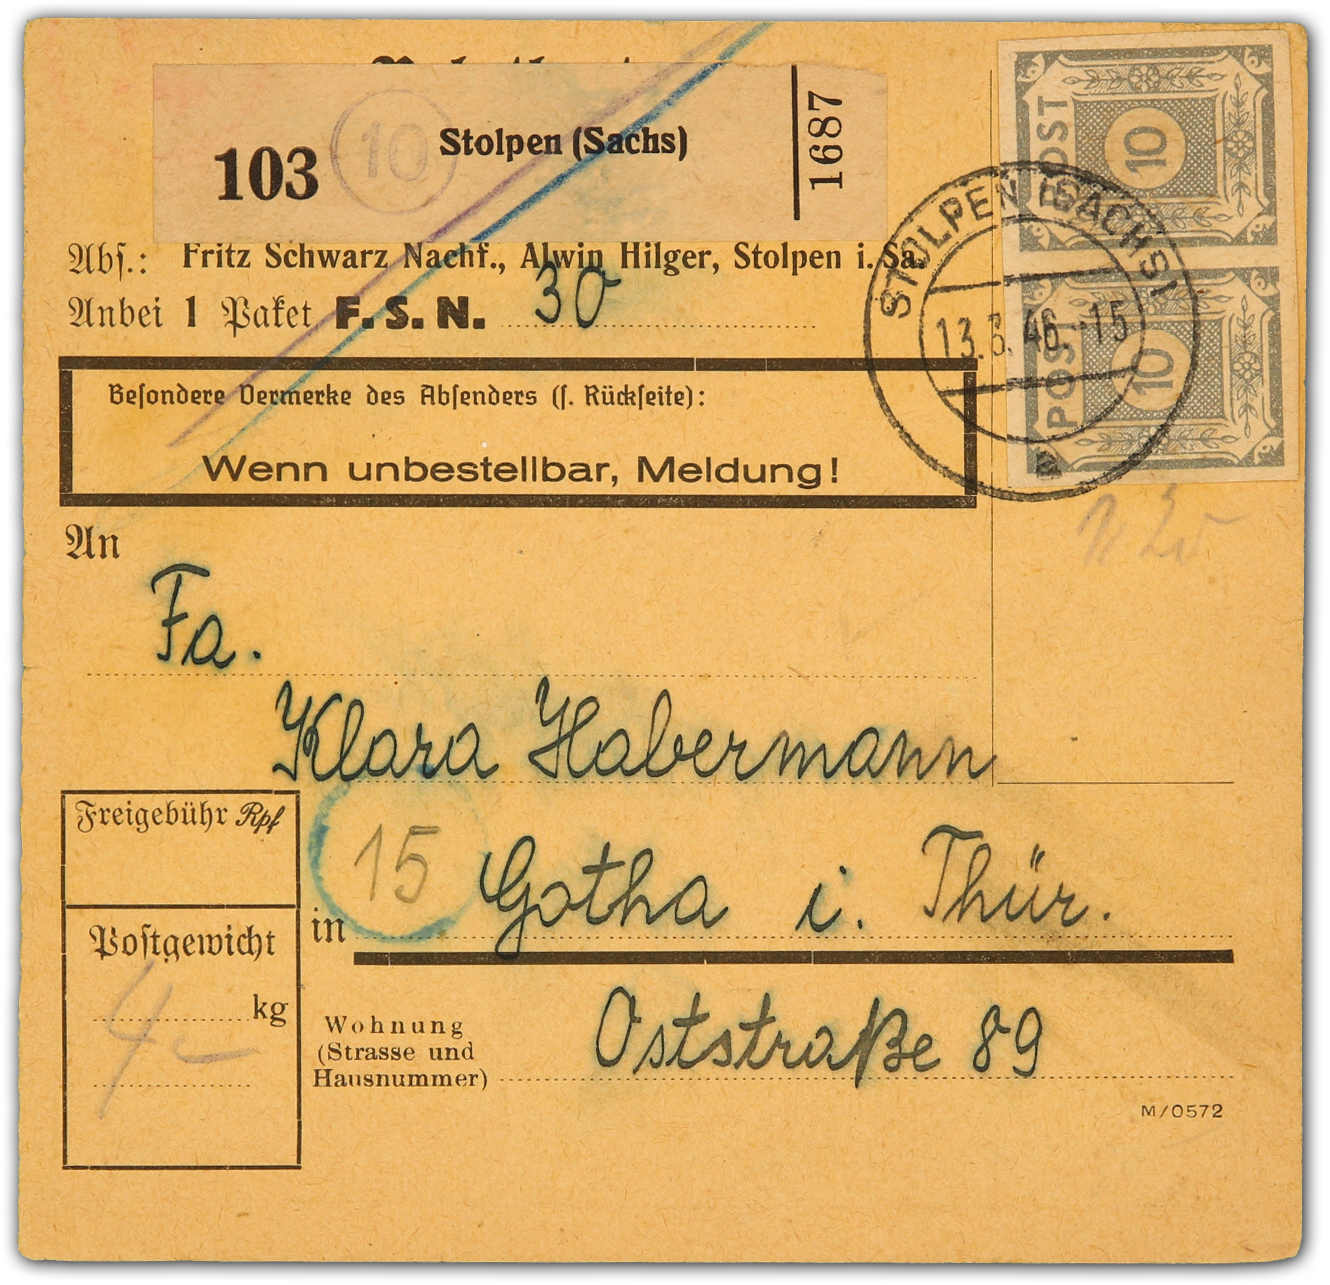 103
10
Stolpen (Sachs)
1687
POST
10
POST
10
STOLPEN (SACHS)
13.3.46.-15
Abs.: Fritz Schwarz Nachf., Alwin Hilger, Stolpen i. Sa.
Anbei 1 Paket F. S. N. 30
Besondere Vermerke des Absenders (s. Rückseite):
Wenn unbestellbar, Meldung!
An
Fa.
Klara Habermann
Freigebühr Rpf
15
in Gotha i. Thür.
Postgewicht
4 kg
Wohnung
(Strasse und
Hausnummer)
Oststraße 89
M/0572